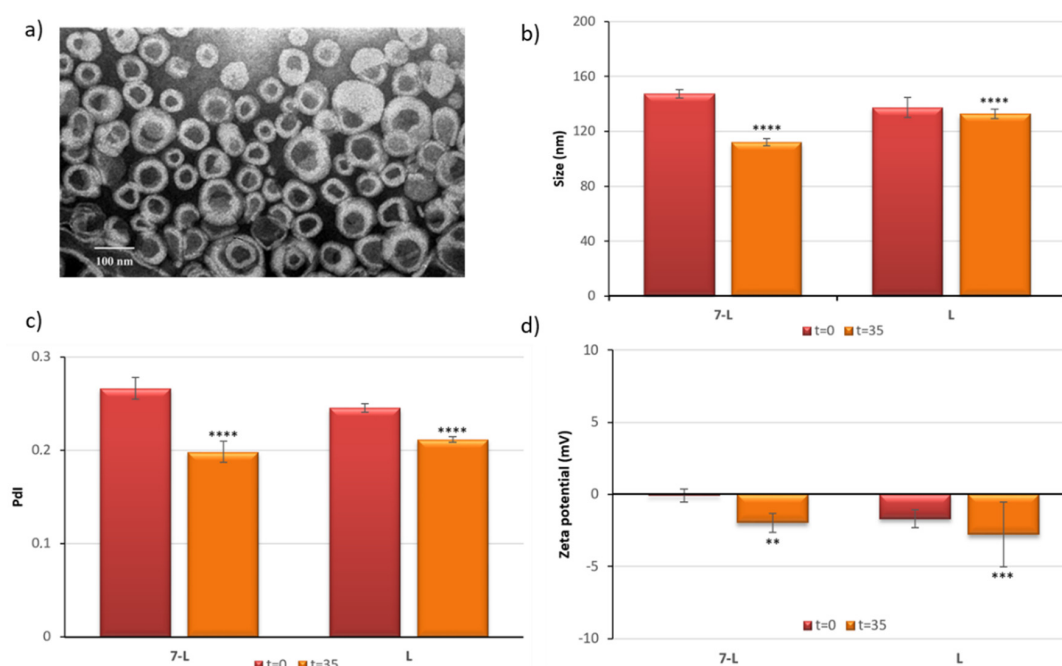 a)
100 nm
b)
Size (nm)
200
160
120
80
40
0
****
****
7-L
L
t=0
t=35
c)
PdI
0.3
0.2
0.1
0
****
****
7-L
L
t=0
t=35
d)
Zeta potential (mV)
10
5
0
-5
-10
**
***
t=0
t=35
7-L
L